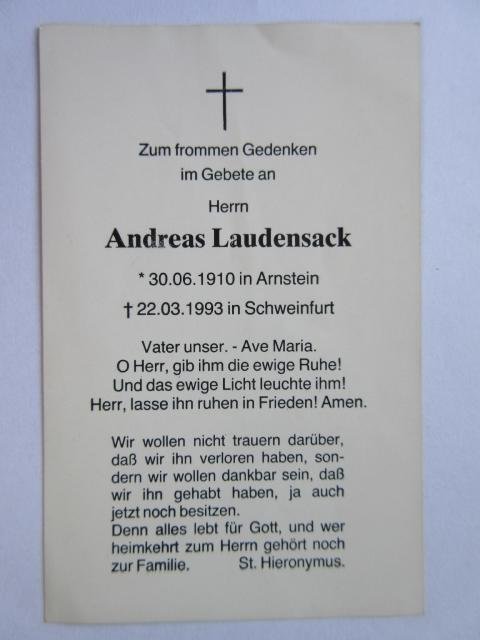 Zum frommen Gedenken
im Gebete an
Herrn
Andreas Laudensack
* 30.06.1910 in Arnstein
† 22.03.1993 in Schweinfurt
Vater unser. - Ave Maria.
O Herr, gib ihm die ewige Ruhe!
Und das ewige Licht leuchte ihm!
Herr, lasse ihn ruhen in Frieden! Amen.
Wir wollen nicht trauern darüber,
daß wir ihn verloren haben, son-
dern wir wollen dankbar sein, daß
wir ihn gehabt haben, ja auch
jetzt noch besitzen.
Denn alles lebt für Gott, und wer
heimkehrt zum Herrn gehört noch
zur Familie. St. Hieronymus.